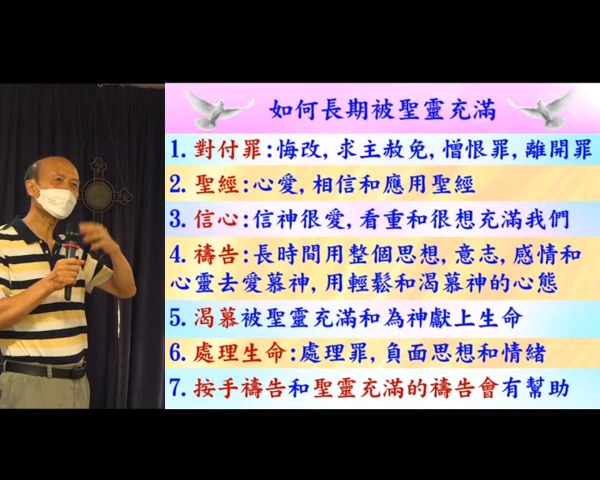 如何長期被聖靈充滿
1. 對付罪:悔改, 求主赦免, 憎恨罪, 離開罪
2. 聖經:心愛, 相信和應用聖經
3. 信心:信神很愛, 看重和很想充滿我們
4. 禱告:長時間用整個思想, 意志, 感情和
心靈去愛慕神, 用輕鬆和渴慕神的心態
5. 渴慕被聖靈充滿和為神獻上生命
6. 處理生命:處理罪, 負面思想和情緒
7. 按手禱告和聖靈充滿的禱告會有幫助